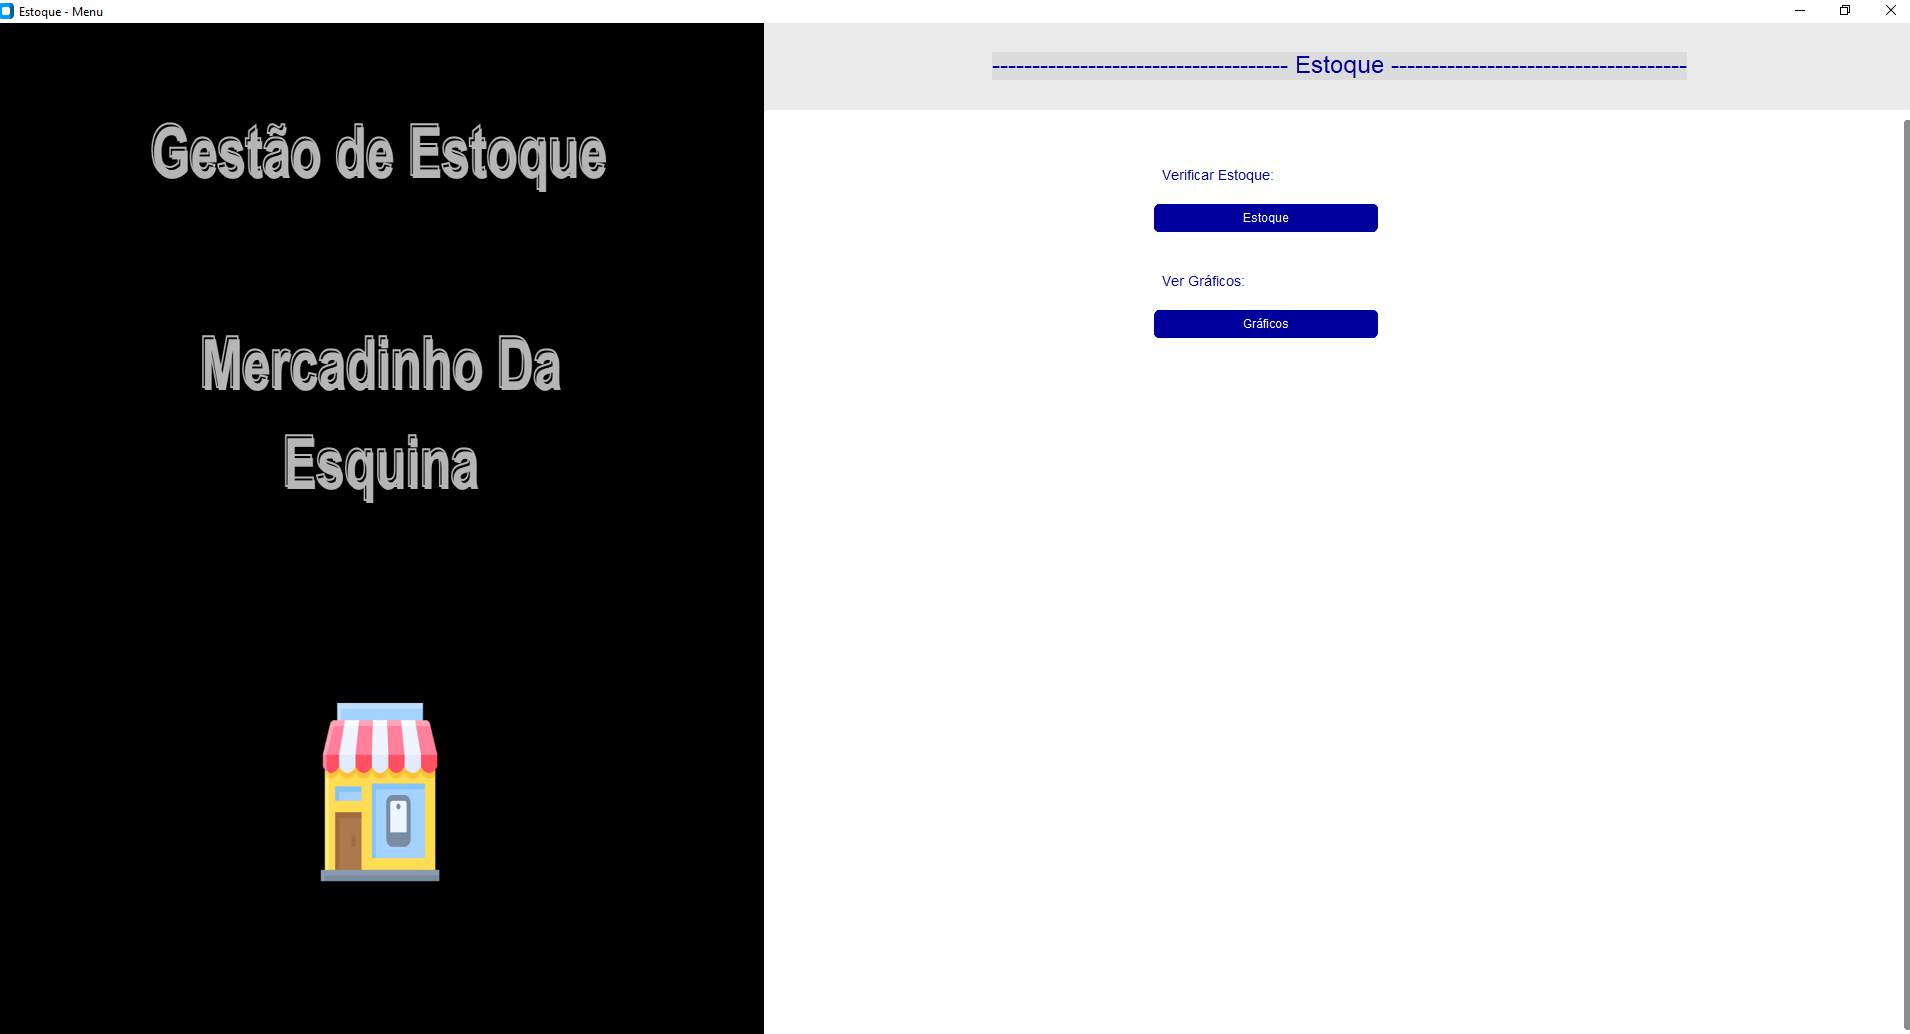 Estoque - Menu
Gestão de Estoque
Mercadinho Da
Esquina
------------------------------------- Estoque -------------------------------------
Verificar Estoque:
Estoque
Ver Gráficos:
Gráficos